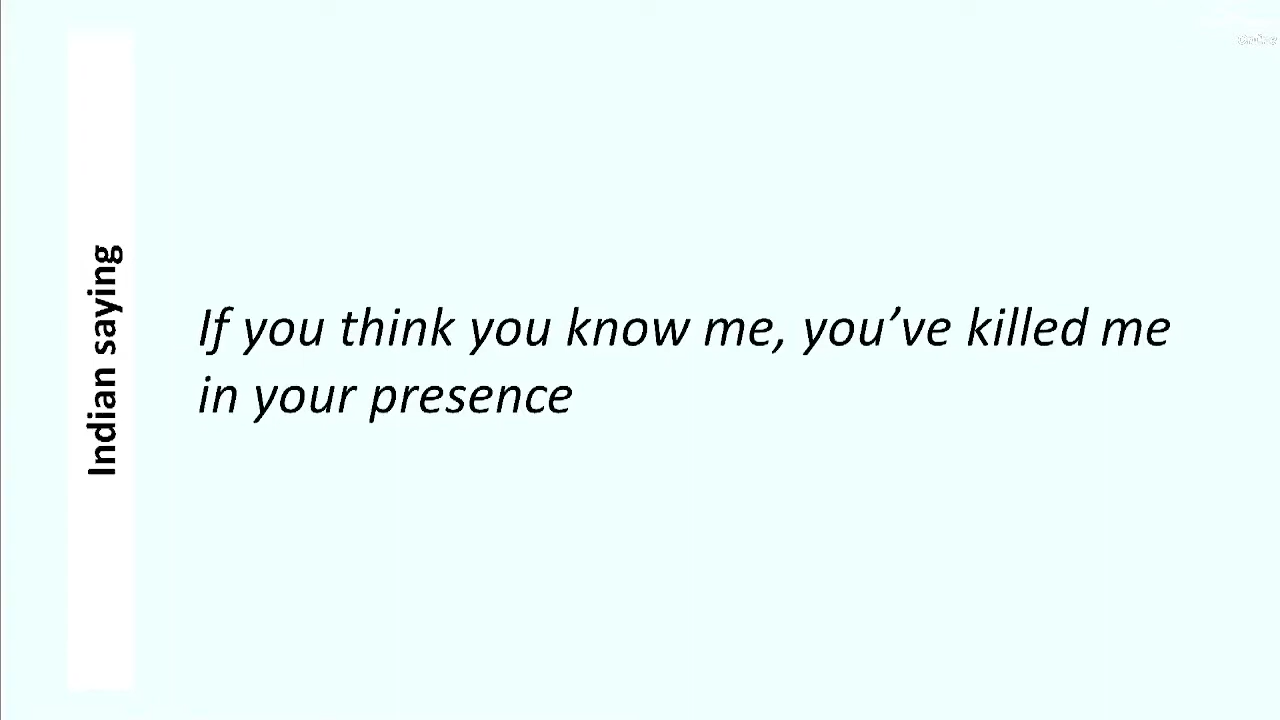 Indian saying
If you think you know me, you’ve killed me
in your presence